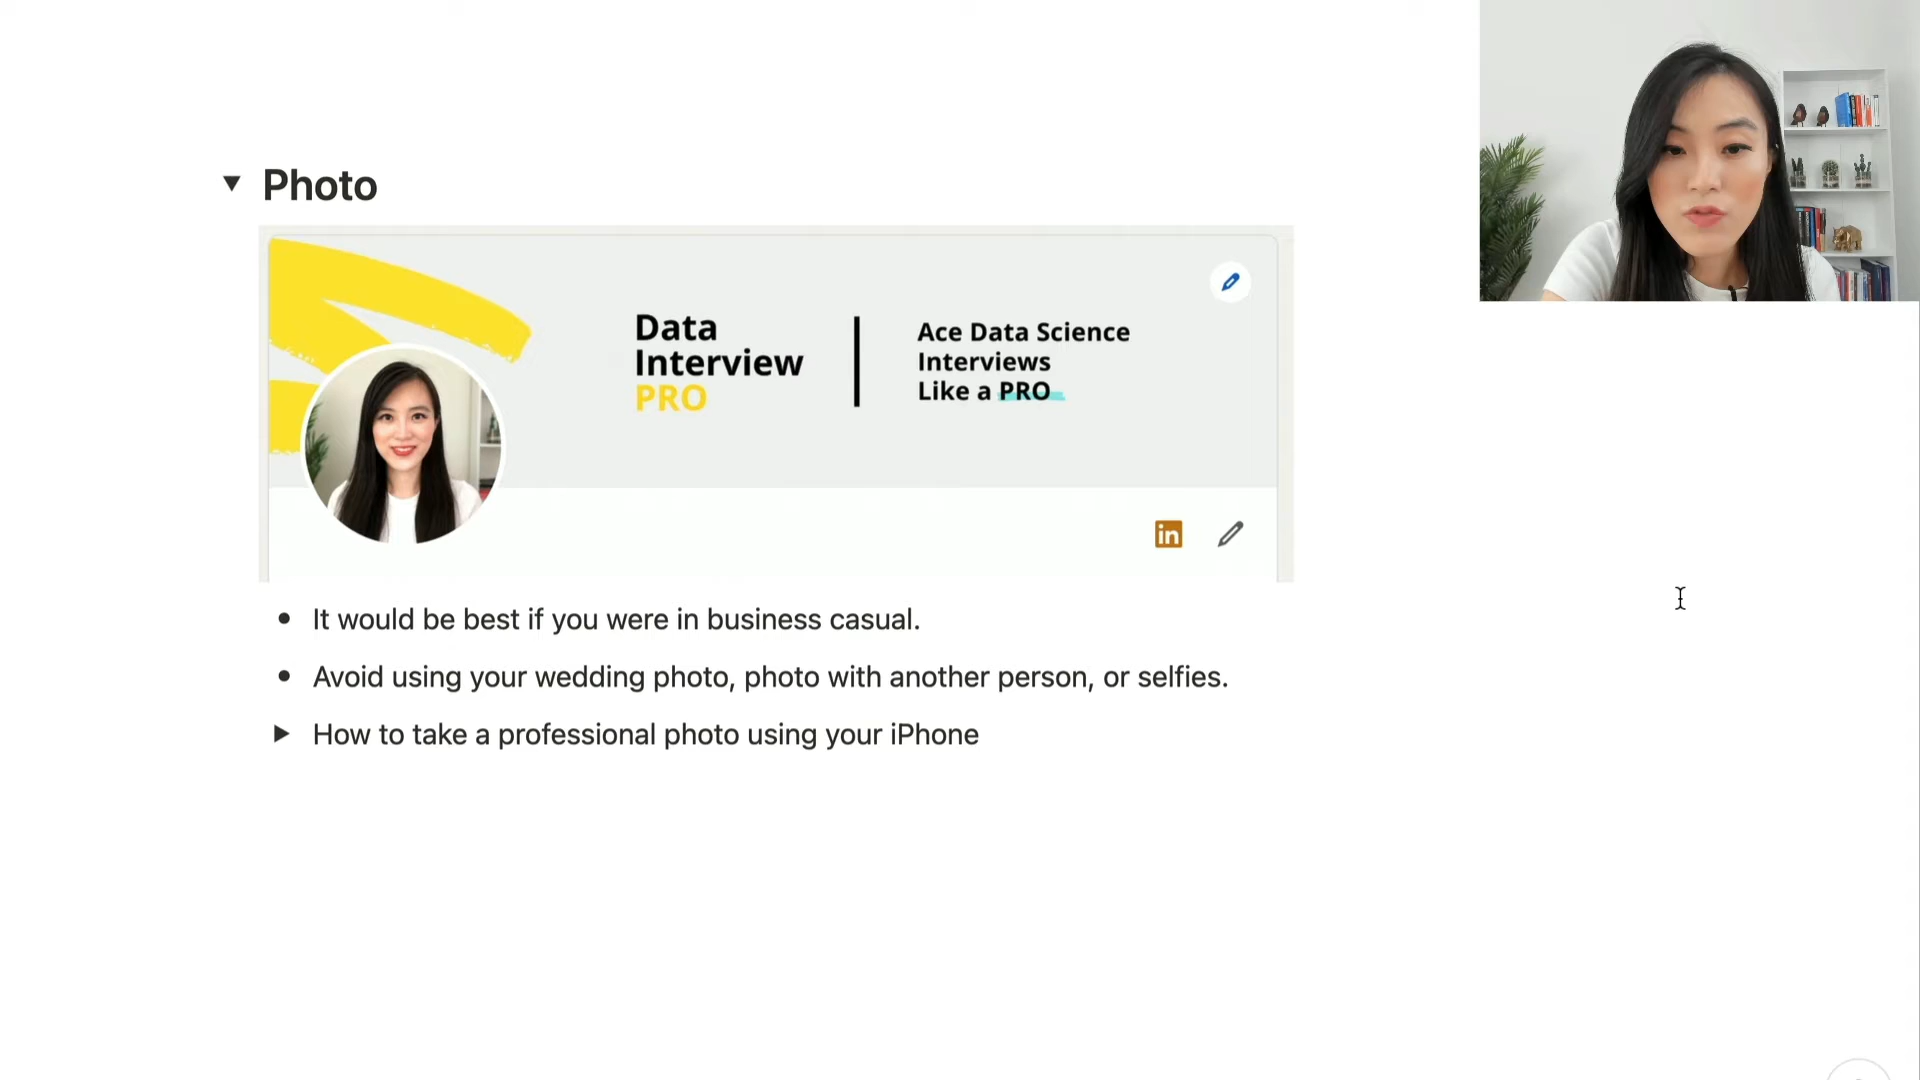 Photo
Data
Interview
PRO
Ace Data Science
Interviews
Like a PRO
in
It would be best if you were in business casual.
Avoid using your wedding photo, photo with another person, or selfies.
How to take a professional photo using your iPhone